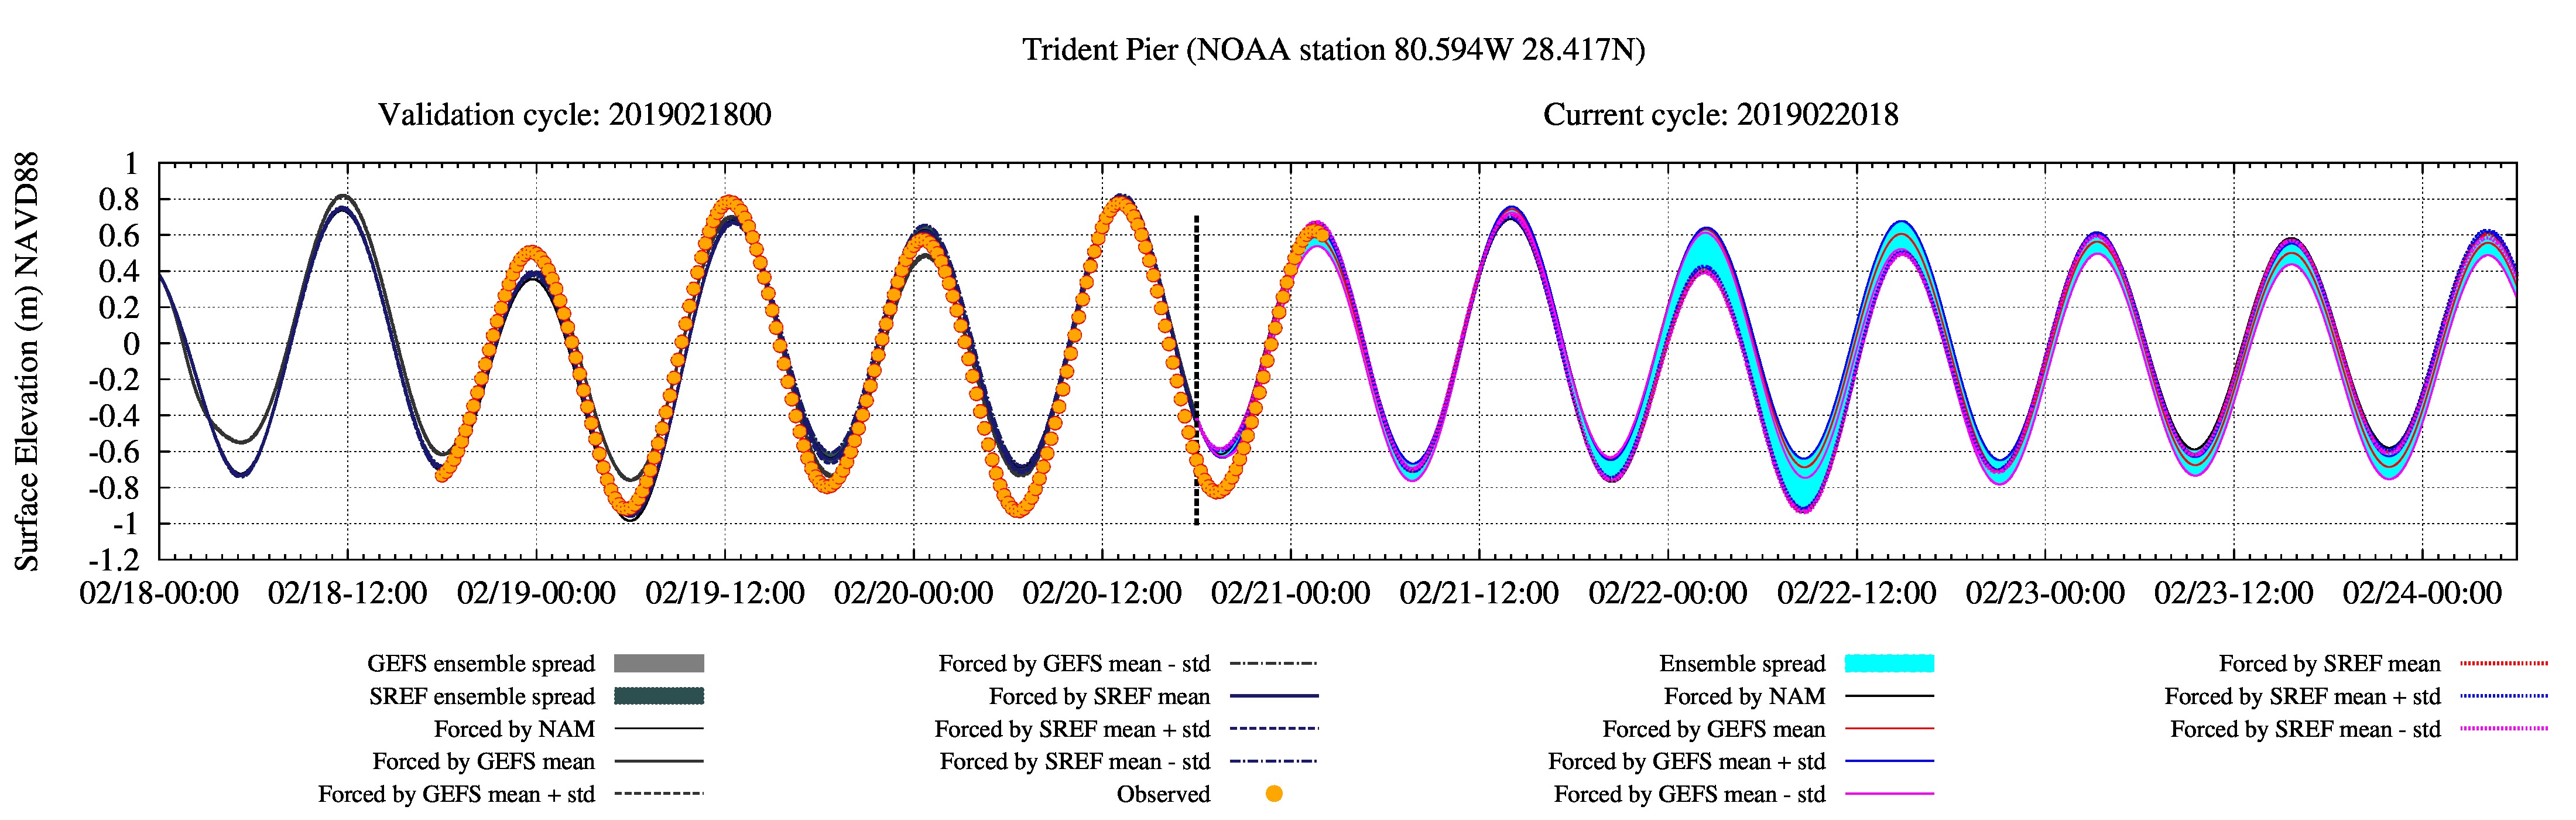 Trident Pier (NOAA station 80.594W 28.417N)
Validation cycle: 2019021800
Current cycle: 2019022018
Surface Elevation (m) NAVD88
1
0.8
0.6
0.4
0.2
0
-0.2
-0.4
-0.6
-0.8
-1
-1.2
02/18-00:00 02/18-12:00 02/19-00:00 02/19-12:00 02/20-00:00 02/20-12:00 02/21-00:00 02/21-12:00 02/22-00:00 02/22-12:00 02/23-00:00 02/23-12:00 02/24-00:00
GEFS ensemble spread
SREF ensemble spread
Forced by NAM
Forced by GEFS mean
Forced by GEFS mean + std
Forced by GEFS mean - std
Forced by SREF mean
Forced by SREF mean + std
Forced by SREF mean - std
Observed
Ensemble spread
Forced by NAM
Forced by GEFS mean
Forced by GEFS mean + std
Forced by GEFS mean - std
Forced by SREF mean
Forced by SREF mean + std
Forced by SREF mean - std